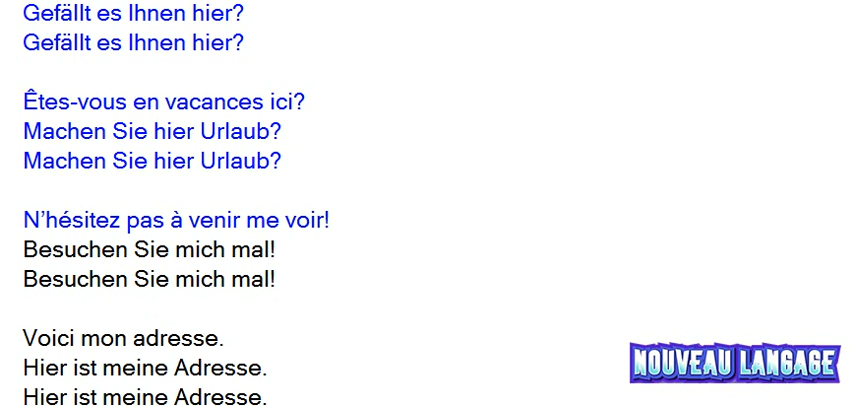 Gefällt es Ihnen hier?
Gefällt es Ihnen hier?
Êtes-vous en vacances ici?
Machen Sie hier Urlaub?
Machen Sie hier Urlaub?
N’hésitez pas à venir me voir!
Besuchen Sie mich mal!
Besuchen Sie mich mal!
Voici mon adresse.
Hier ist meine Adresse.
Hier ist meine Adresse.
NOUVEAU LANGAGE